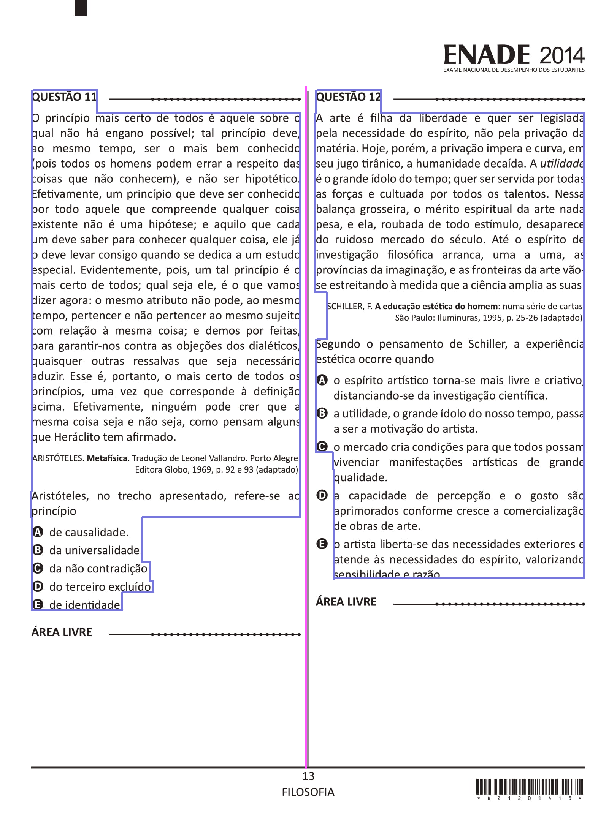 ENADE 2014
EXAME NACIONAL DE DESEMPENHO DOS ESTUDANTES
QUESTÃO 11
O princípio mais certo de todos é aquele sobre o
qual não há engano possível; tal princípio deve,
ao mesmo tempo, ser o mais bem conhecido
(pois todos os homens podem errar a respeito das
coisas que não conhecem), e não ser hipotético.
Efetivamente, um princípio que deve ser conhecido
por todo aquele que compreende qualquer coisa
existente não é uma hipótese; e aquilo que cada
um deve saber para conhecer qualquer coisa, ele já
o deve levar consigo quando se dedica a um estudo
especial. Evidentemente, pois, um tal princípio é o
mais certo de todos; qual seja ele, é o que vamos
dizer agora: o mesmo atributo não pode, ao mesmo
tempo, pertencer e não pertencer ao mesmo sujeito
com relação à mesma coisa; e demos por feitas,
para garantir-nos contra as objeções dos dialéticos,
quaisquer outras ressalvas que seja necessário
aduzir. Esse é, portanto, o mais certo de todos os
princípios, uma vez que corresponde à definição
acima. Efetivamente, ninguém pode crer que a
mesma coisa seja e não seja, como pensam alguns
que Heráclito tem afirmado.
ARISTÓTELES. Metafísica. Tradução de Leonel Vallandro. Porto Alegre:
Editora Globo, 1969, p. 92 e 93 (adaptado)
Aristóteles, no trecho apresentado, refere-se ao
princípio
A de causalidade.
B da universalidade
C da não contradição
D do terceiro excluído
E de identidade
ÁREA LIVRE
QUESTÃO 12
A arte é filha da liberdade e quer ser legislada
pela necessidade do espírito, não pela privação da
matéria. Hoje, porém, a privação impera e curva, em
seu jugo tirânico, a humanidade decaída. A utilidade
é o grande ídolo do tempo; quer ser servida por todas
as forças e cultuada por todos os talentos. Nessa
balança grosseira, o mérito espiritual da arte nada
pesa, e ela, roubada de todo estímulo, desaparece
do ruidoso mercado do século. Até o espírito de
investigação filosófica arranca, uma a uma, as
províncias da imaginação, e as fronteiras da arte vão-
se estreitando à medida que a ciência amplia as suas
SCHILLER, F. A educação estética do homem: numa série de cartas
São Paulo: Iluminuras, 1995, p. 25-26 (adaptado)
Segundo o pensamento de Schiller, a experiência
estética ocorre quando
A o espírito artístico torna-se mais livre e criativo,
distanciando-se da investigação científica.
B a utilidade, o grande ídolo do nosso tempo, passa
a ser a motivação do artista.
C o mercado cria condições para que todos possam
vivenciar manifestações artísticas de grande
qualidade.
D a capacidade de percepção e o gosto são
aprimorados conforme cresce a comercialização
de obras de arte.
E o artista liberta-se das necessidades exteriores e
atende às necessidades do espírito, valorizando
sensibilidade e razão
ÁREA LIVRE
13
FILOSOFIA